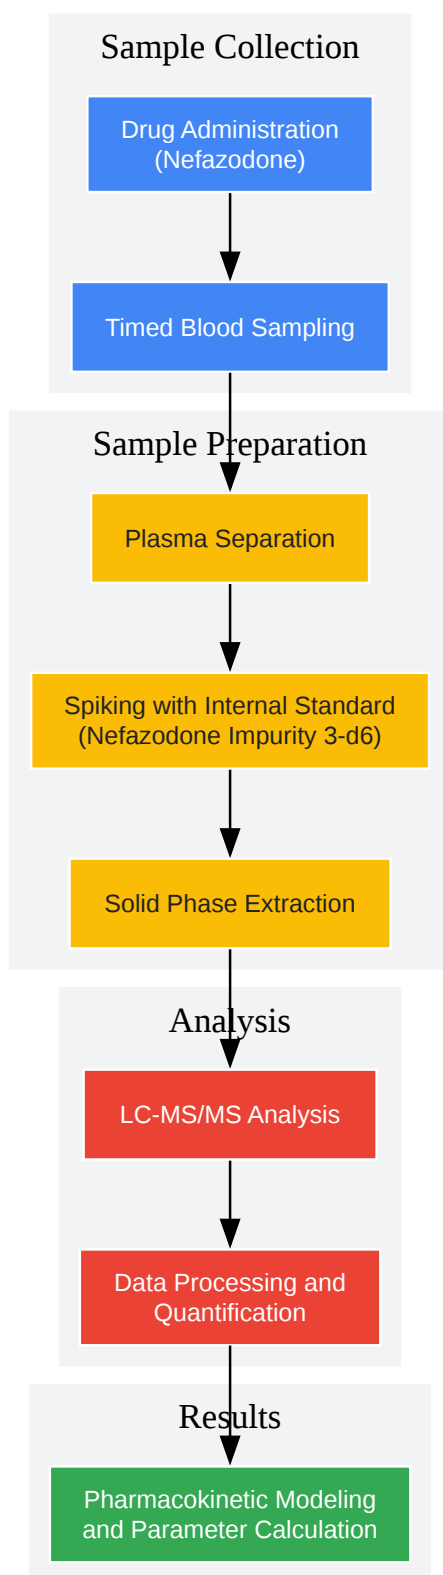 Sample Collection
Drug Administration
(Nefazodone)
Timed Blood Sampling
Sample Preparation
Plasma Separation
Spiking with Internal Standard
(Nefazodone Impurity 3-d6)
Solid Phase Extraction
Analysis
LC-MS/MS Analysis
Data Processing and
Quantification
Results
Pharmacokinetic Modeling
and Parameter Calculation